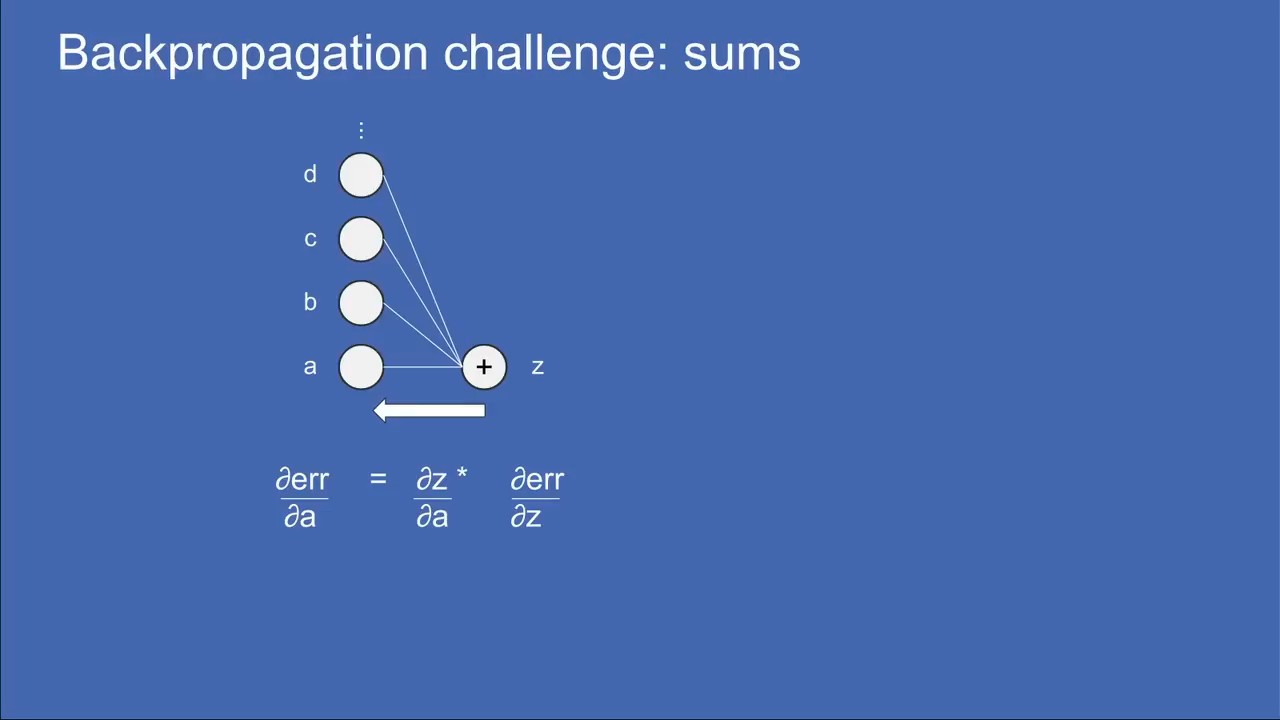 Backpropagation challenge: sums
⋮
d
c
b
a + z
∂err = ∂z * ∂err
∂a ∂a ∂z